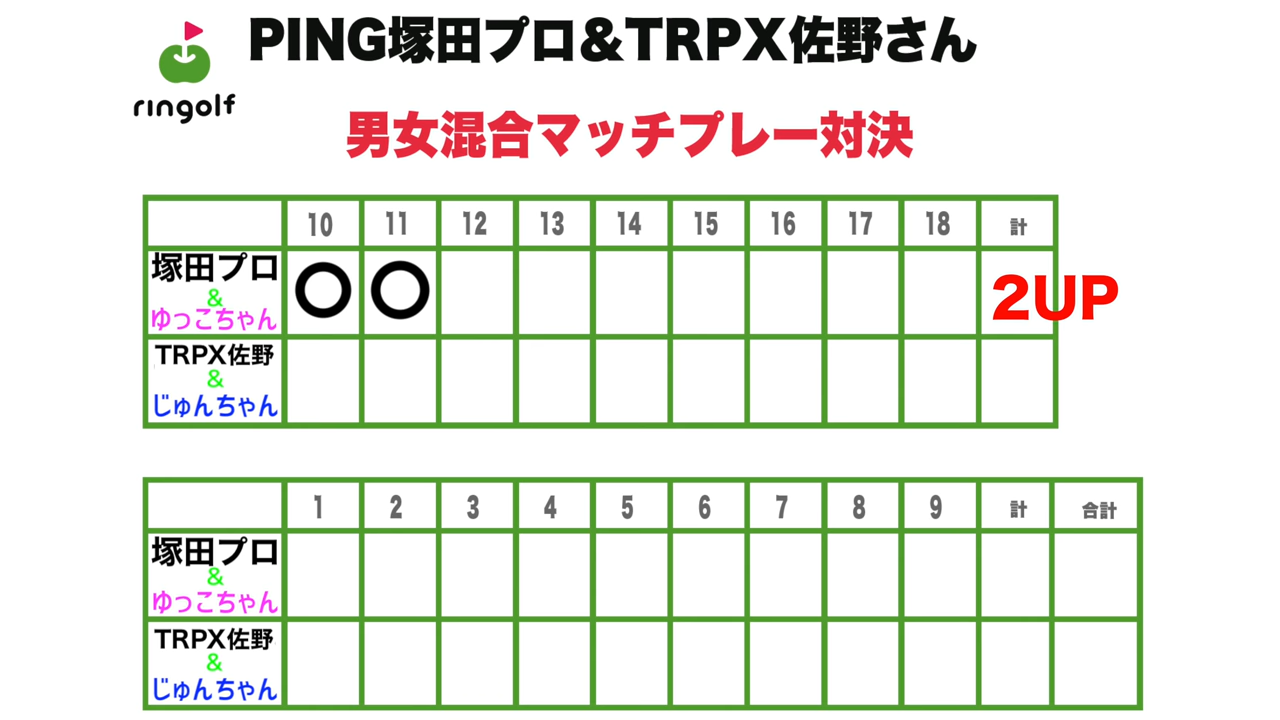 PING塚田プロ&TRPX佐野さん
ringolf
男女混合マッチプレー対決
10 11 12 13 14 15 16 17 18 計
塚田プロ
&
ゆっこちゃん
〇 〇 2UP
TRPX佐野
&
じゅんちゃん
1 2 3 4 5 6 7 8 9 計 合計
塚田プロ
&
ゆっこちゃん
TRPX佐野
&
じゅんちゃん